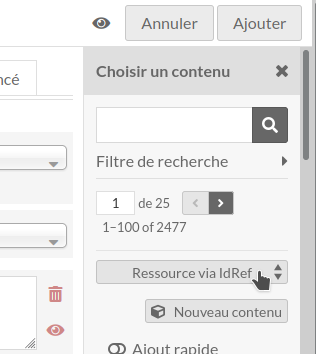 Annuler Ajouter
Choisir un contenu
ncé
Filtre de recherche
1 de 25
1–100 of 2477
Ressource via IdRef
Nouveau contenu
Ajout rapide